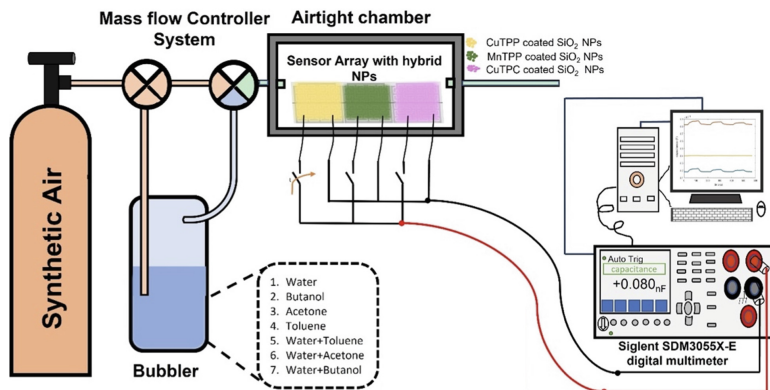 Mass flow Controller
System
Airtight chamber
Sensor Array with hybrid
NPs
CuTPP coated SiO₂ NPs
MnTPP coated SiO₂ NPs
CuTPC coated SiO₂ NPs
Synthetic Air
Bubbler
1. Water
2. Butanol
3. Acetone
4. Toluene
5. Water+Toluene
6. Water+Acetone
7. Water+Butanol
Auto Trig
capacitance
+0.080nF
Siglent SDM3055X-E
digital multimeter